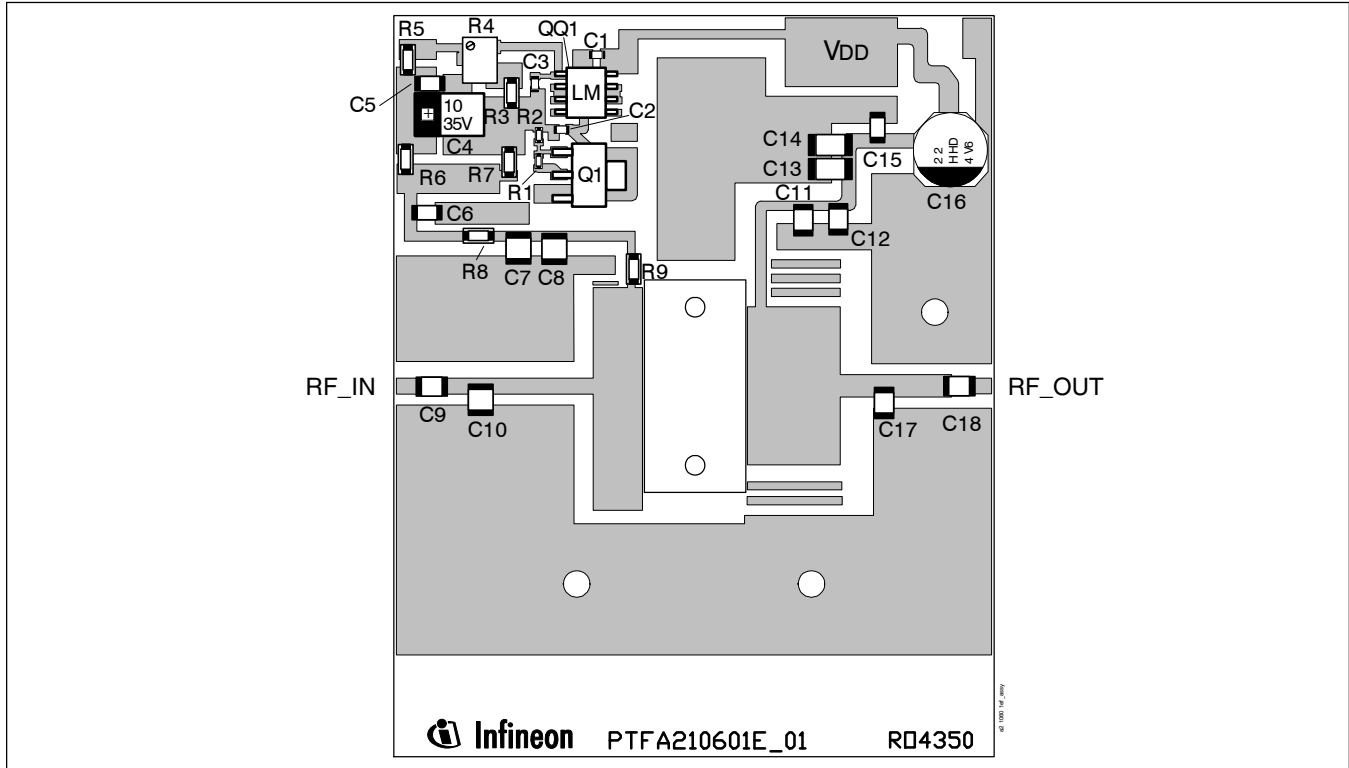 R5
R4
QQ1
C1
C3
VDD
LM
C5
10
35V
R3
R2
C2
C4
C14
C15
C13
22
HHD
4V6
R6
R7
R1
Q1
C11
C16
C6
C12
R8
C7
C8
R9
RF_IN
RF_OUT
C9
C10
C17
C18
Infineon
PTFA210601E_01
RO4350